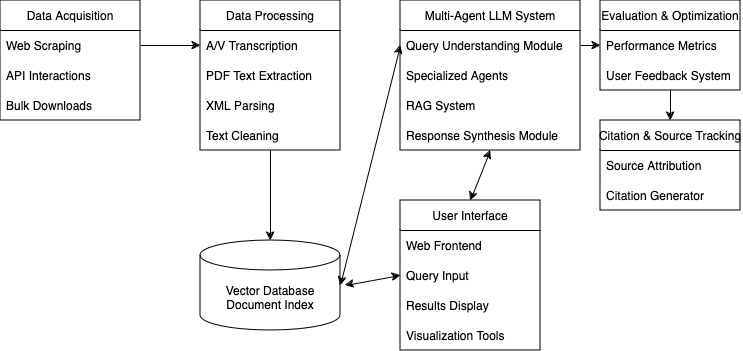 Data Acquisition
Web Scraping
API Interactions
Bulk Downloads
Data Processing
A/V Transcription
PDF Text Extraction
XML Parsing
Text Cleaning
Multi-Agent LLM System
Query Understanding Module
Specialized Agents
RAG System
Response Synthesis Module
Evaluation & Optimization
Performance Metrics
User Feedback System
Citation & Source Tracking
Source Attribution
Citation Generator
User Interface
Web Frontend
Query Input
Results Display
Visualization Tools
Vector Database
Document Index